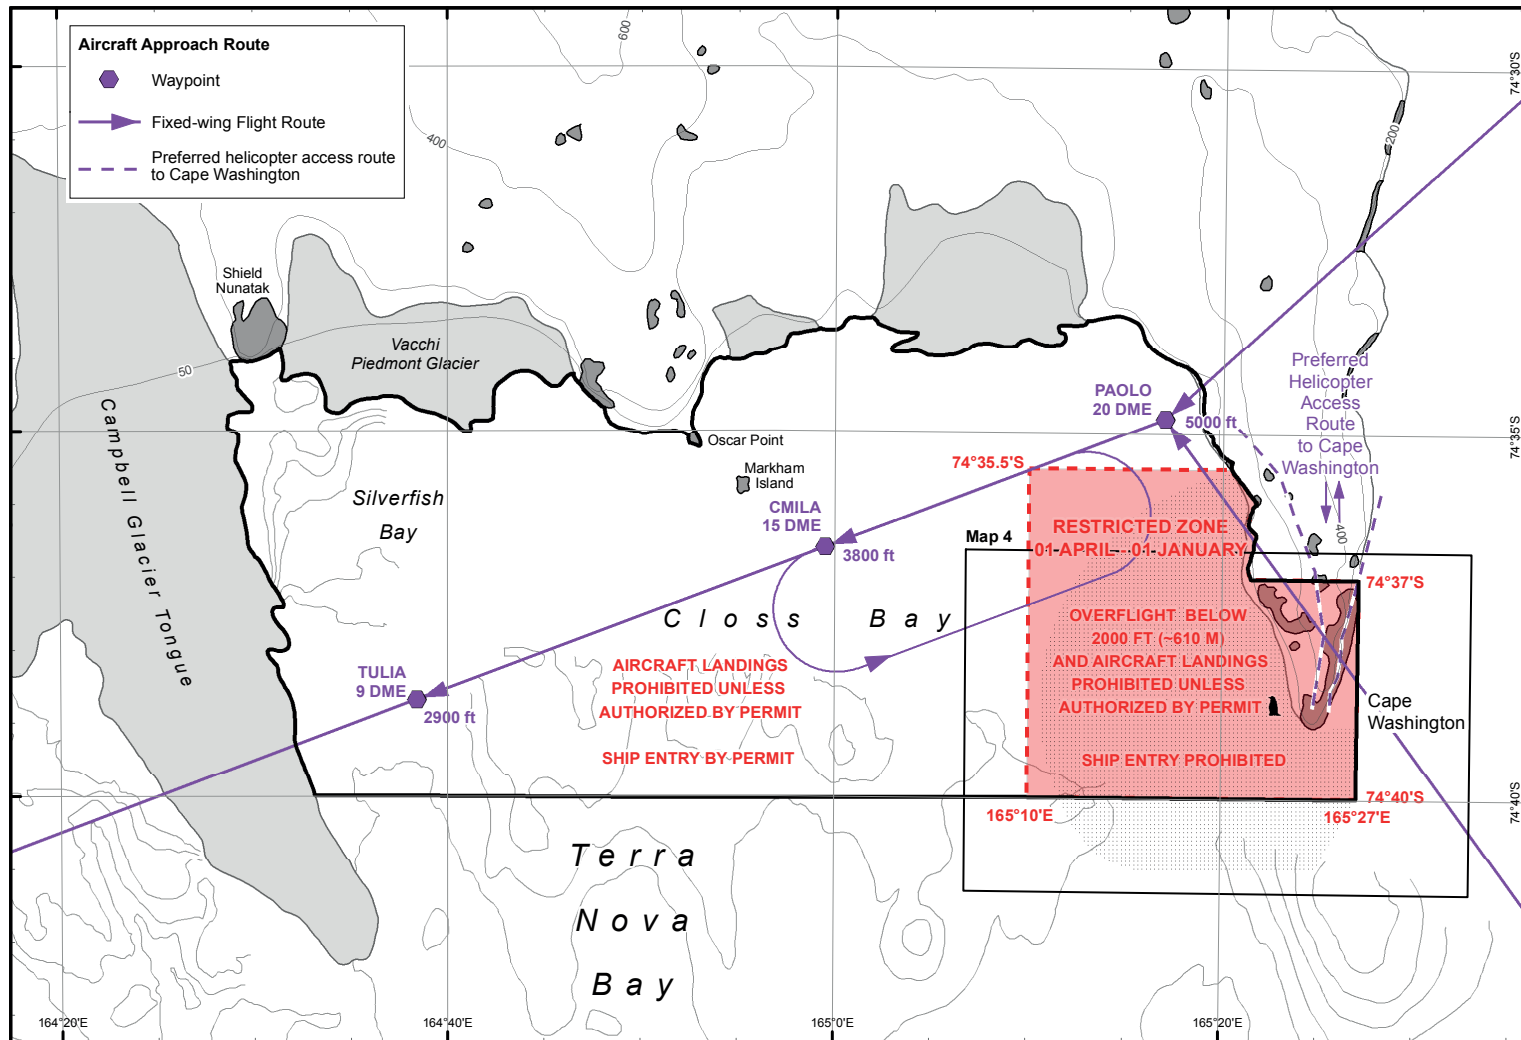 Aircraft Approach Route
Waypoint
Fixed-wing Flight Route
Preferred helicopter access route
to Cape Washington
600
400
200
74°30'S
Shield
Nunatak
Vacchi
Piedmont Glacier
50
Campbell Glacier Tongue
Silverfish
Bay
Oscar Point
Markham
Island
PAOLO
20 DME
5000 ft
Preferred
Helicopter
Access
Route
to Cape
Washington
74°35'S
74°35.5'S
CMILA
15 DME
3800 ft
Map 4
RESTRICTED ZONE
01 APRIL - 01 JANUARY
400
74°37'S
Closs Bay
OVERFLIGHT BELOW
2000 FT (~610 M)
AND AIRCRAFT LANDINGS
PROHIBITED UNLESS
AUTHORIZED BY PERMIT
SHIP ENTRY PROHIBITED
AIRCRAFT LANDINGS
PROHIBITED UNLESS
AUTHORIZED BY PERMIT
SHIP ENTRY BY PERMIT
TULIA
9 DME
2900 ft
Cape
Washington
74°40'S
74°40'S
165°10'E
165°27'E
Terra
Nova
Bay
164°20'E
164°40'E
165°0'E
165°20'E